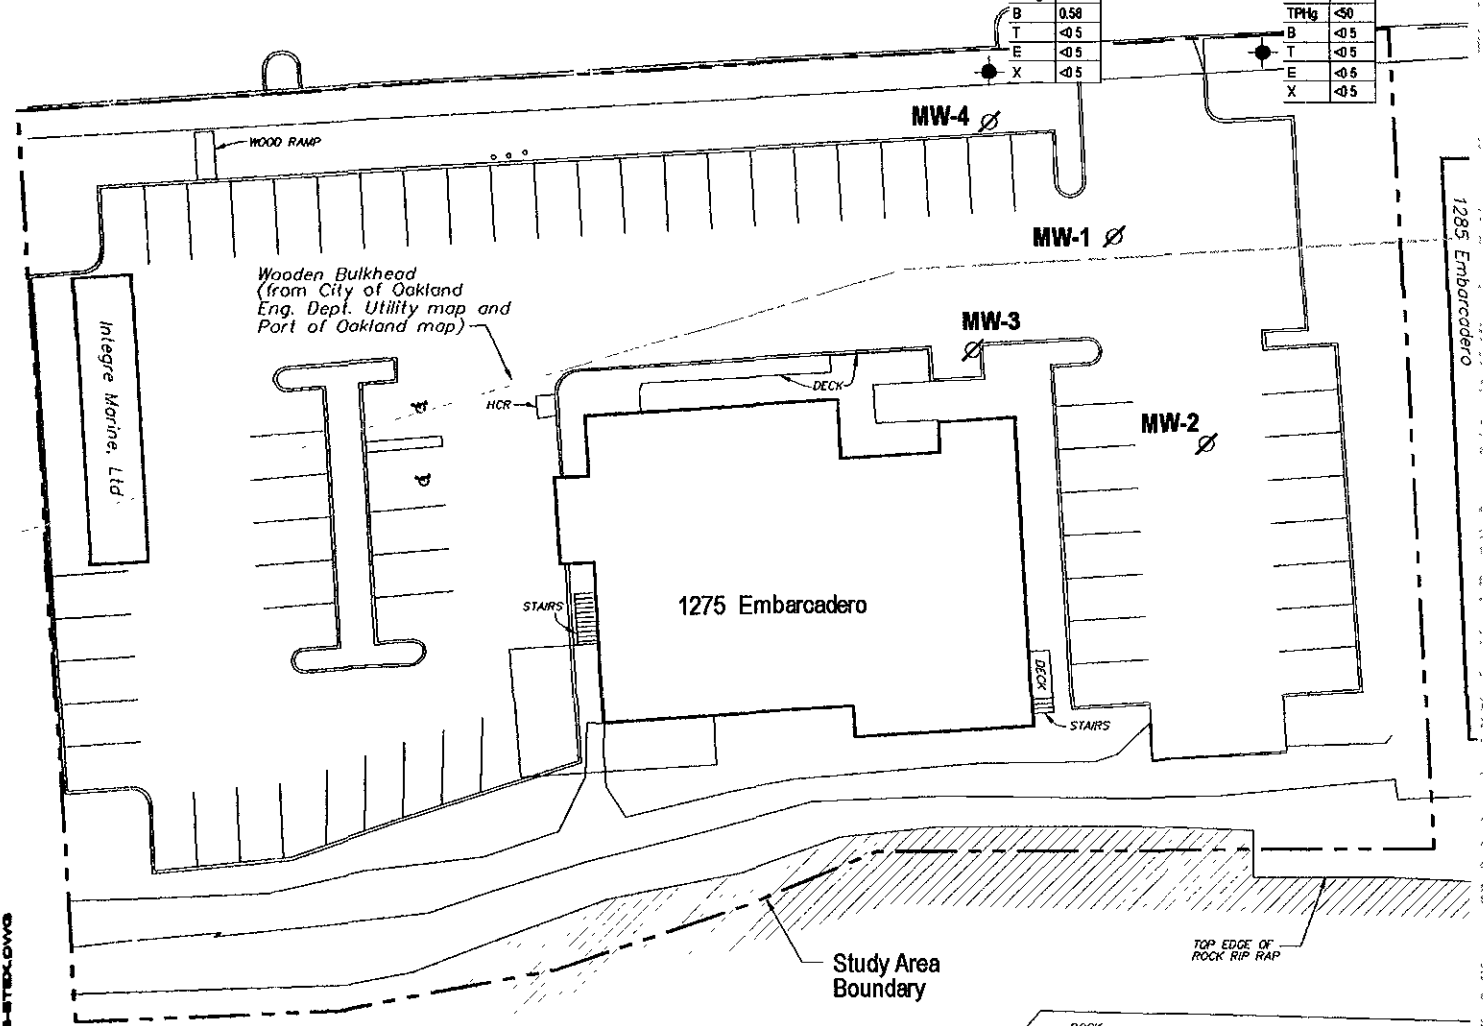 B 0.58
T <0.5
E <0.5
X <0.5
TPHg <50
B <0.5
T <0.5
E <0.5
X <0.5
MW-4
WOOD RAMP
MW-1
1285 Embarcadero
Wooden Bulkhead
(from City of Oakland
Eng. Dept. Utility map and
Port of Oakland map)
MW-3
Integre Marine, Ltd.
DECK
HCR
MW-2
STAIRS
1275 Embarcadero
DECK
STAIRS
TOP EDGE OF
ROCK RIP RAP
Study Area
Boundary